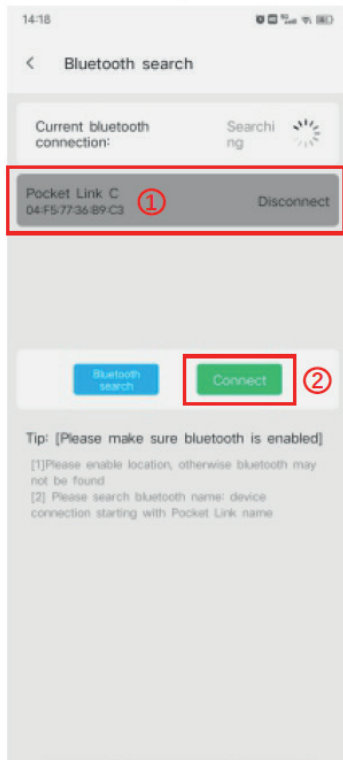 14:18
Bluetooth search
Current bluetooth
connection:
Searchi
ng
Pocket Link C
04:F5:77:36:B9:C3
Disconnect
①
Bluetooth
search
Connect
②
Tip: [Please make sure bluetooth is enabled]
[1]Please enable location, otherwise bluetooth may
not be found
[2] Please search bluetooth name: device
connection starting with Pocket Link name